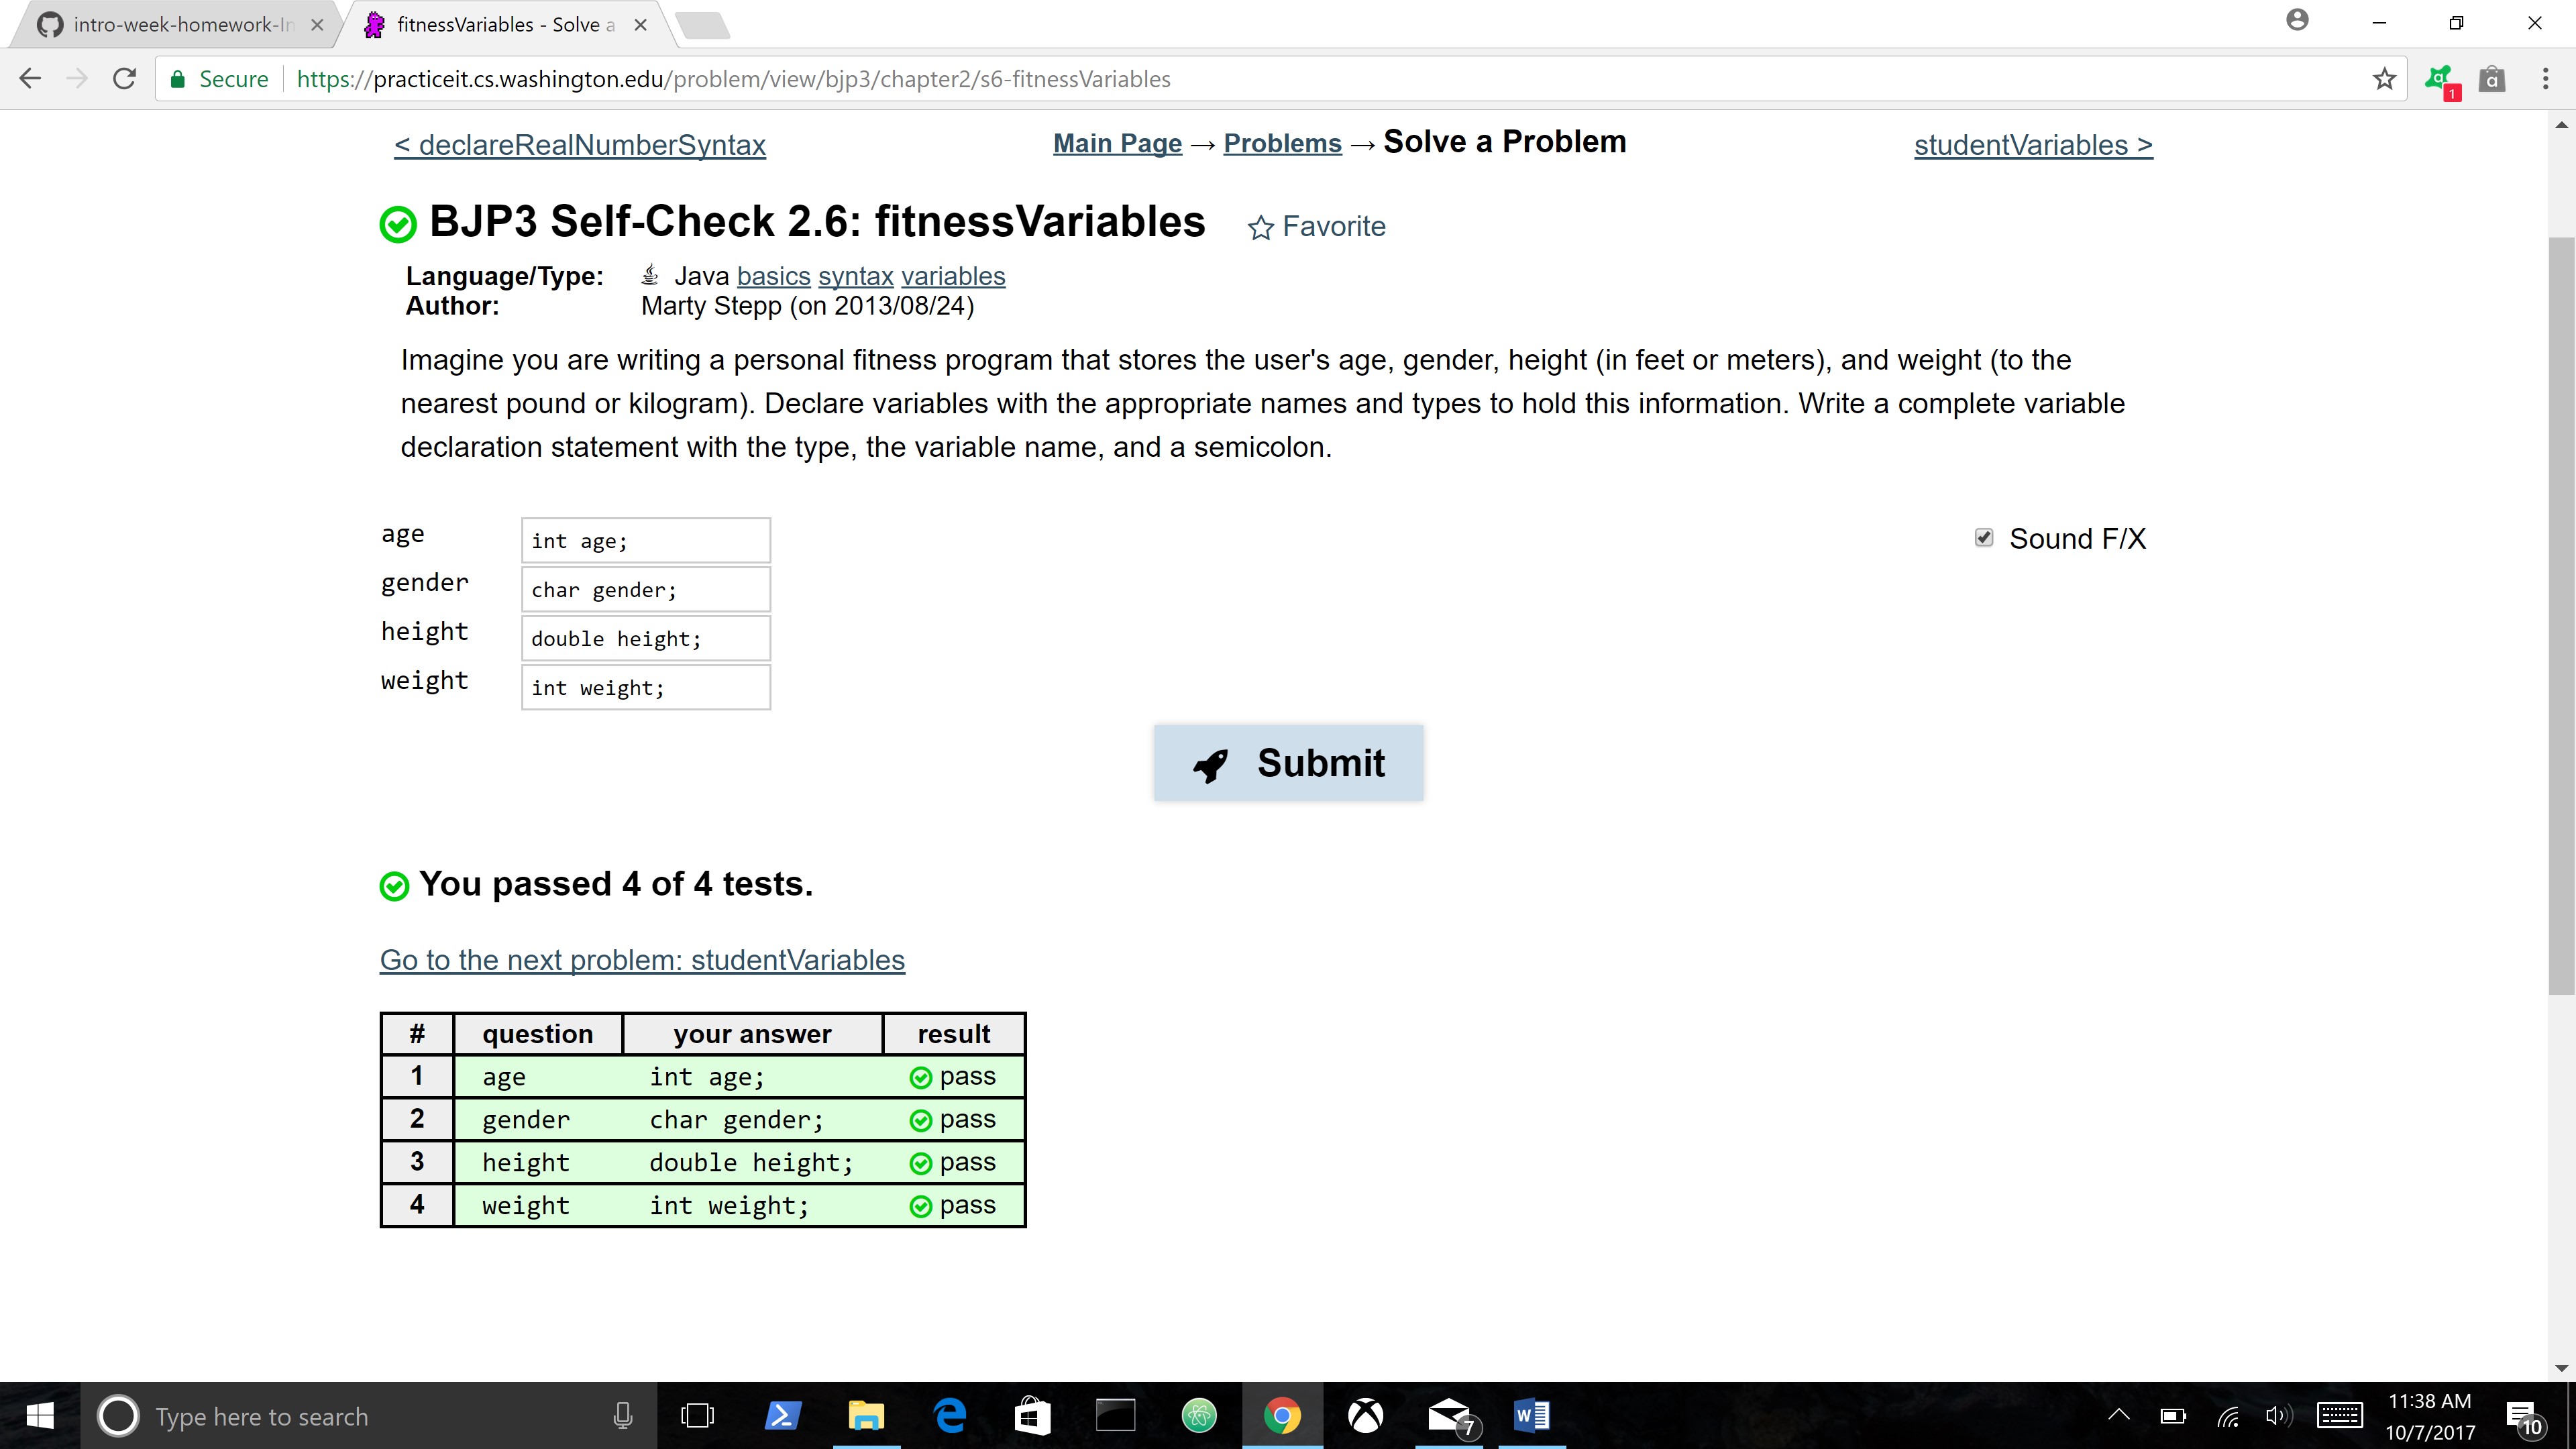 intro-week-homework-In
fitnessVariables - Solve a
Secure https://practiceit.cs.washington.edu/problem/view/bjp3/chapter2/s6-fitnessVariables
a
1
a
< declareRealNumberSyntax
Main Page → Problems → Solve a Problem
studentVariables >
BJP3 Self-Check 2.6: fitnessVariables
Favorite
Language/Type: Java basics syntax variables
Author: Marty Stepp (on 2013/08/24)
Imagine you are writing a personal fitness program that stores the user's age, gender, height (in feet or meters), and weight (to the
nearest pound or kilogram). Declare variables with the appropriate names and types to hold this information. Write a complete variable
declaration statement with the type, the variable name, and a semicolon.
age int age;
Sound F/X
gender char gender;
height double height;
weight int weight;
Submit
You passed 4 of 4 tests.
Go to the next problem: studentVariables
# question your answer result
1 age int age; pass
2 gender char gender; pass
3 height double height; pass
4 weight int weight; pass
Type here to search
7
W
11:38 AM
10/7/2017
10